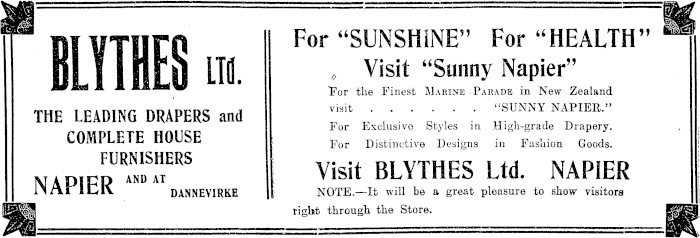 BLYTHES LTD.
THE LEADING DRAPERS and
COMPLETE HOUSE
FURNISHERS
NAPIER AND AT
DANNEVIRKE
For "SUNSHINE" For "HEALTH"
Visit "Sunny Napier"
For the Finest MARINE PARADE in New Zealand
visit . . . . . . "SUNNY NAPIER."
For Exclusive Styles in High-grade Drapery.
For Distinctive Designs in Fashion Goods.
Visit BLYTHES Ltd. NAPIER
NOTE.—It will be a great pleasure to show visitors
right through the Store.